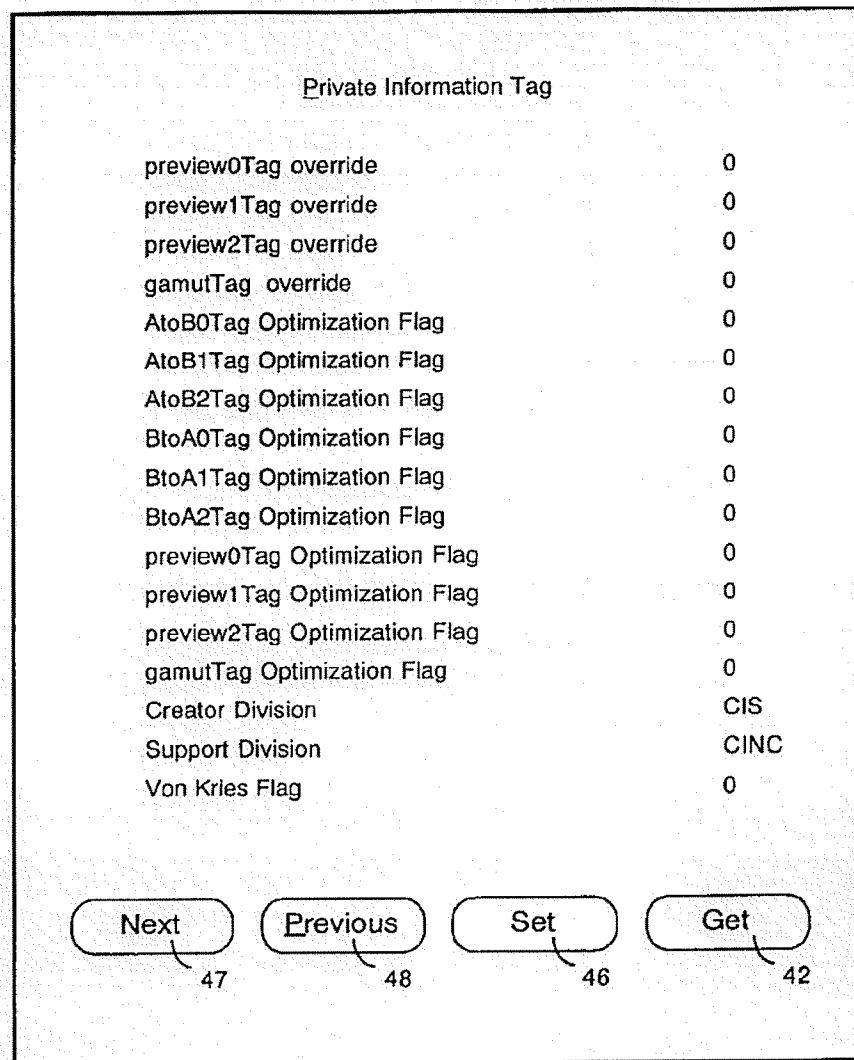 Private Information Tag
preview0Tag override 0
preview1Tag override 0
preview2Tag override 0
gamutTag override 0
AtoB0Tag Optimization Flag 0
AtoB1Tag Optimization Flag 0
AtoB2Tag Optimization Flag 0
BtoA0Tag Optimization Flag 0
BtoA1Tag Optimization Flag 0
BtoA2Tag Optimization Flag 0
preview0Tag Optimization Flag 0
preview1Tag Optimization Flag 0
preview2Tag Optimization Flag 0
gamutTag Optimization Flag 0
Creator Division CIS
Support Division CINC
Von Kries Flag 0
Next Previous Set Get
47 48 46 42